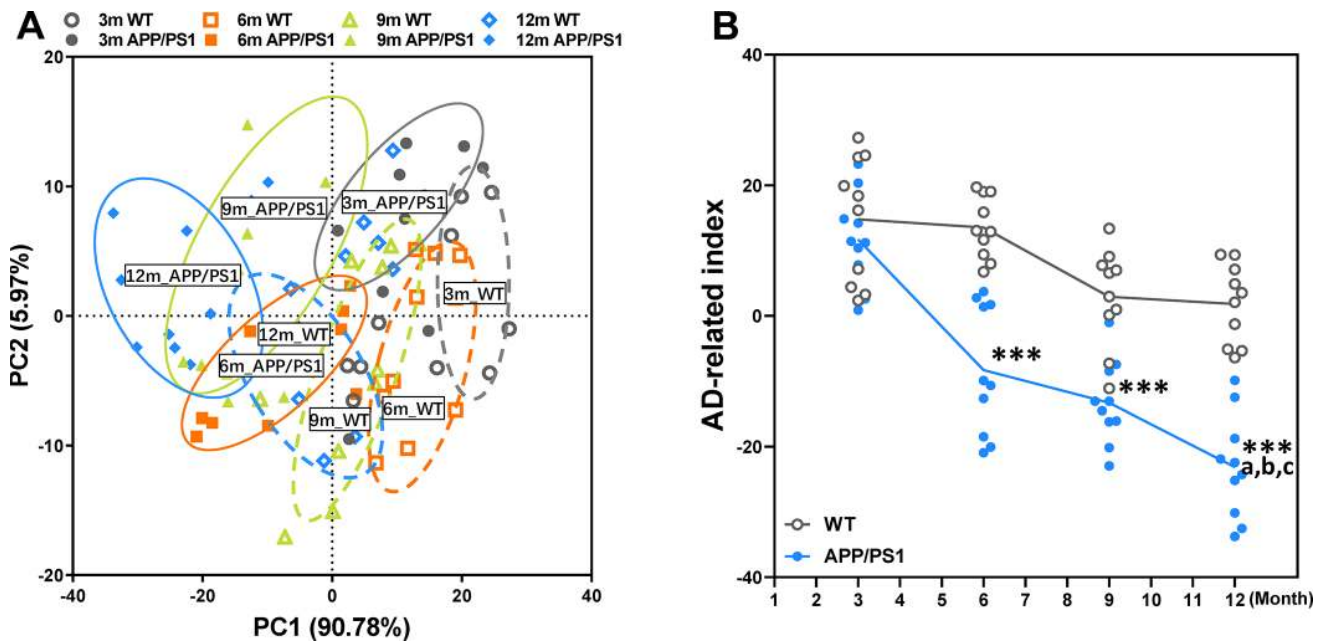 A
3m WT 6m WT 9m WT 12m WT
3m APP/PS1 6m APP/PS1 9m APP/PS1 12m APP/PS1
20
10
0
-10
-20
PC2 (5.97%)
9m_APP/PS1
3m_APP/PS1
12m_APP/PS1
3m_WT
12m_WT
6m_APP/PS1
6m_WT
9m_WT
-40 -20 0 20 40
PC1 (90.78%)
B
40
20
0
-20
-40
AD-related index
***
***
***
a,b,c
WT
APP/PS1
1 2 3 4 5 6 7 8 9 10 11 12 (Month)